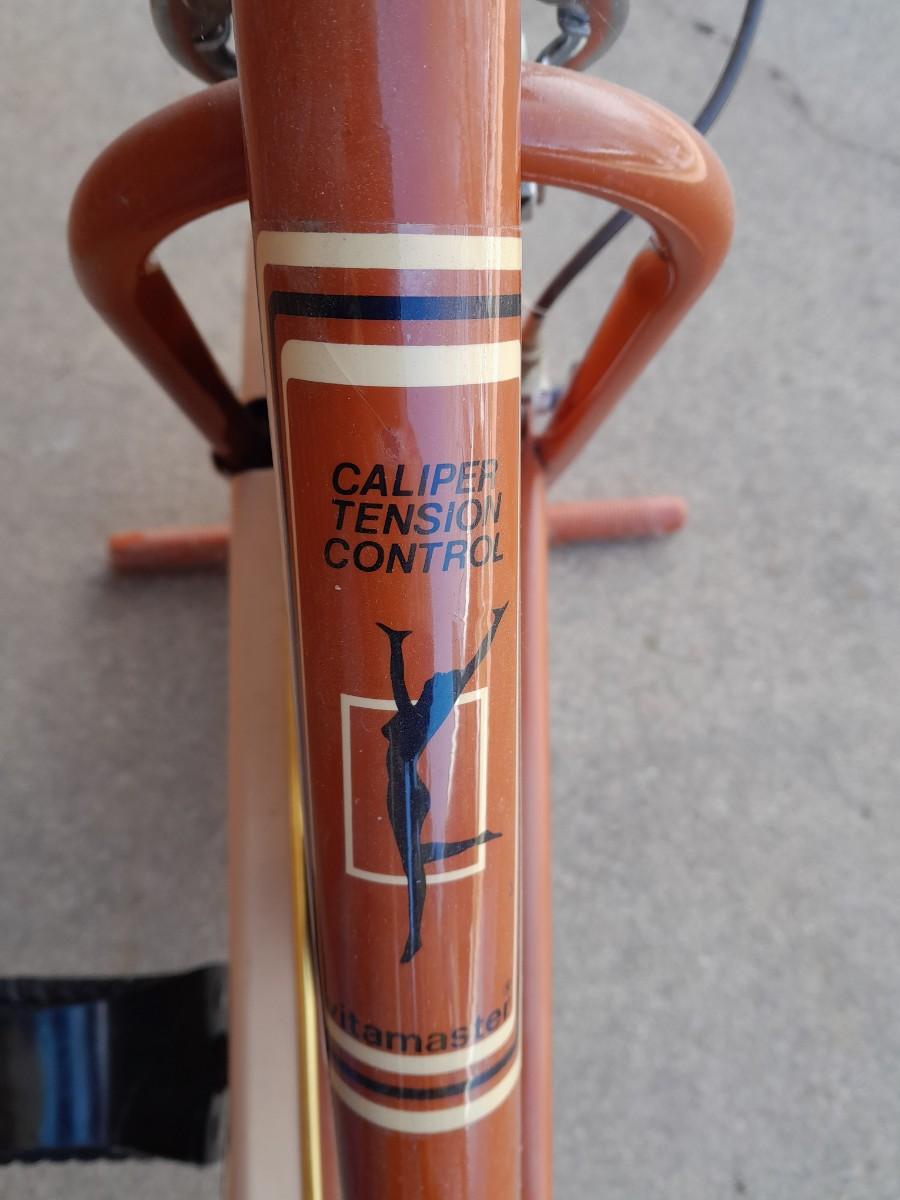 CALIPER
TENSION
CONTROL
vitamaster®